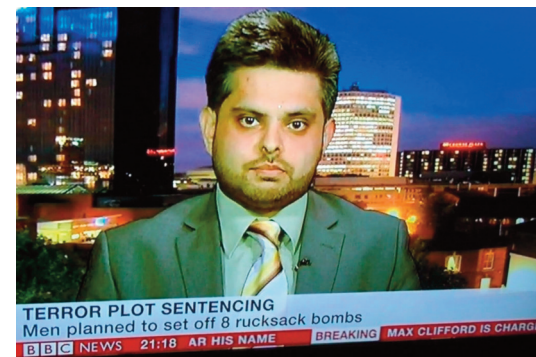 TERROR PLOT SENTENCING
Men planned to set off 8 rucksack bombs
BBC NEWS 21:18 AR HIS NAME BREAKING MAX CLIFFORD IS CHARG